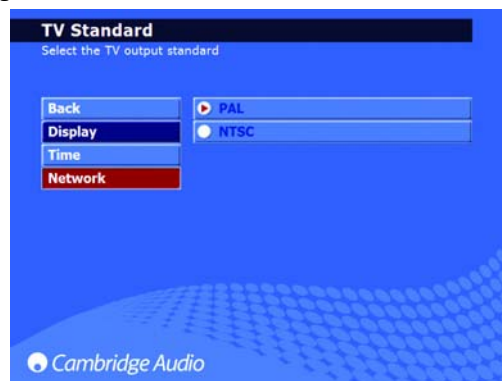 TV Standard
Select the TV output standard
Back
PAL
Display
NTSC
Time
Network
Cambridge Audio